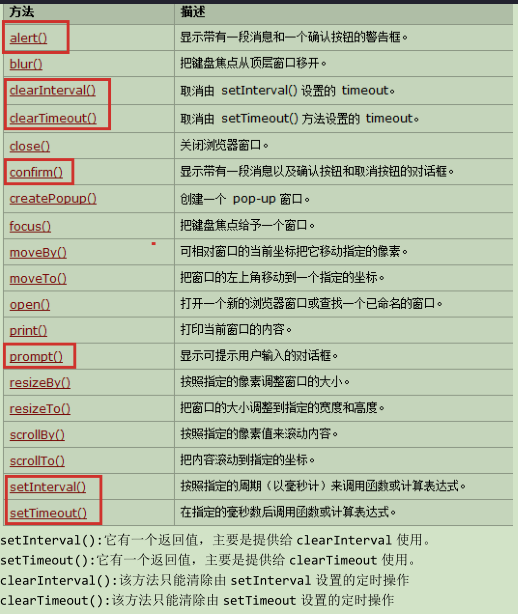 方法 描述
alert() 显示带有一段消息和一个确认按钮的警告框。
blur() 把键盘焦点从顶层窗口移开。
clearInterval() 取消由 setInterval() 设置的 timeout。
clearTimeout() 取消由 setTimeout() 方法设置的 timeout。
close() 关闭浏览器窗口。
confirm() 显示带有一段消息以及确认按钮和取消按钮的对话框。
createPopup() 创建一个 pop-up 窗口。
focus() 把键盘焦点给予一个窗口。
moveBy() 可相对窗口的当前坐标把它移动指定的像素。
moveTo() 把窗口的左上角移动到一个指定的坐标。
open() 打开一个新的浏览器窗口或查找一个已命名的窗口。
print() 打印当前窗口的内容。
prompt() 显示可提示用户输入的对话框。
resizeBy() 按照指定的像素调整窗口的大小。
resizeTo() 把窗口的大小调整到指定的宽度和高度。
scrollBy() 按照指定的像素值来滚动内容。
scrollTo() 把内容滚动到指定的坐标。
setInterval() 按照指定的周期（以毫秒计）来调用函数或计算表达式。
setTimeout() 在指定的毫秒数后调用函数或计算表达式。
setInterval():它有一个返回值，主要是提供给 clearInterval 使用。
setTimeout():它有一个返回值，主要是提供给 clearTimeout 使用。
clearInterval():该方法只能清除由 setInterval 设置的定时操作
clearTimeout():该方法只能清除由 setTimeout 设置的定时操作